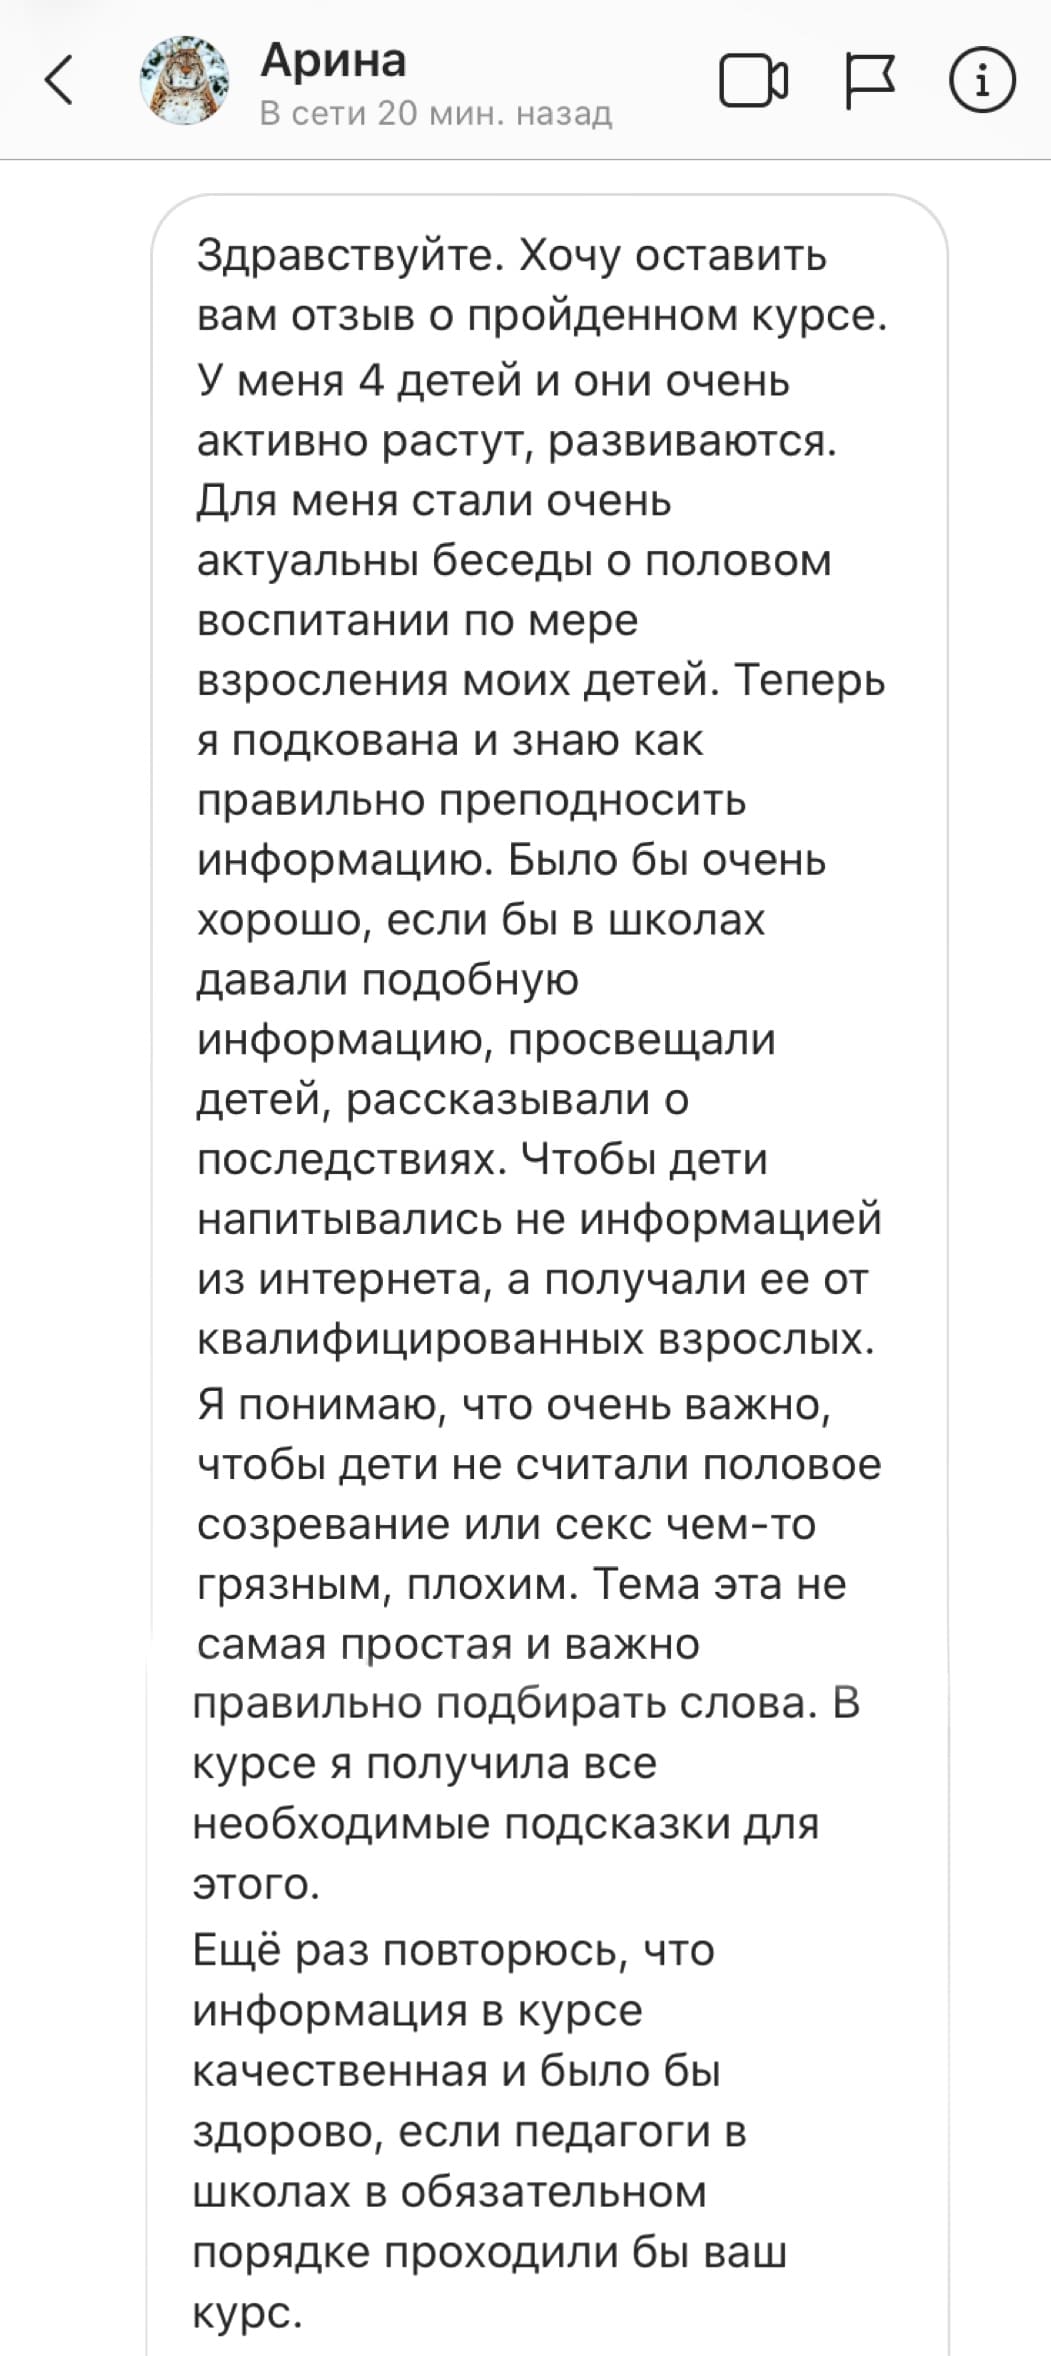 Арина
В сети 20 мин. назад
Здравствуйте. Хочу оставить
вам отзыв о пройденном курсе.
У меня 4 детей и они очень
активно растут, развиваются.
Для меня стали очень
актуальны беседы о половом
воспитании по мере
взросления моих детей. Теперь
я подкована и знаю как
правильно преподносить
информацию. Было бы очень
хорошо, если бы в школах
давали подобную
информацию, просвещали
детей, рассказывали о
последствиях. Чтобы дети
напитывались не информацией
из интернета, а получали ее от
квалифицированных взрослых.
Я понимаю, что очень важно,
чтобы дети не считали половое
созревание или секс чем-то
грязным, плохим. Тема эта не
самая простая и важно
правильно подбирать слова. В
курсе я получила все
необходимые подсказки для
этого.
Ещё раз повторюсь, что
информация в курсе
качественная и было бы
здорово, если педагоги в
школах в обязательном
порядке проходили бы ваш
курс.